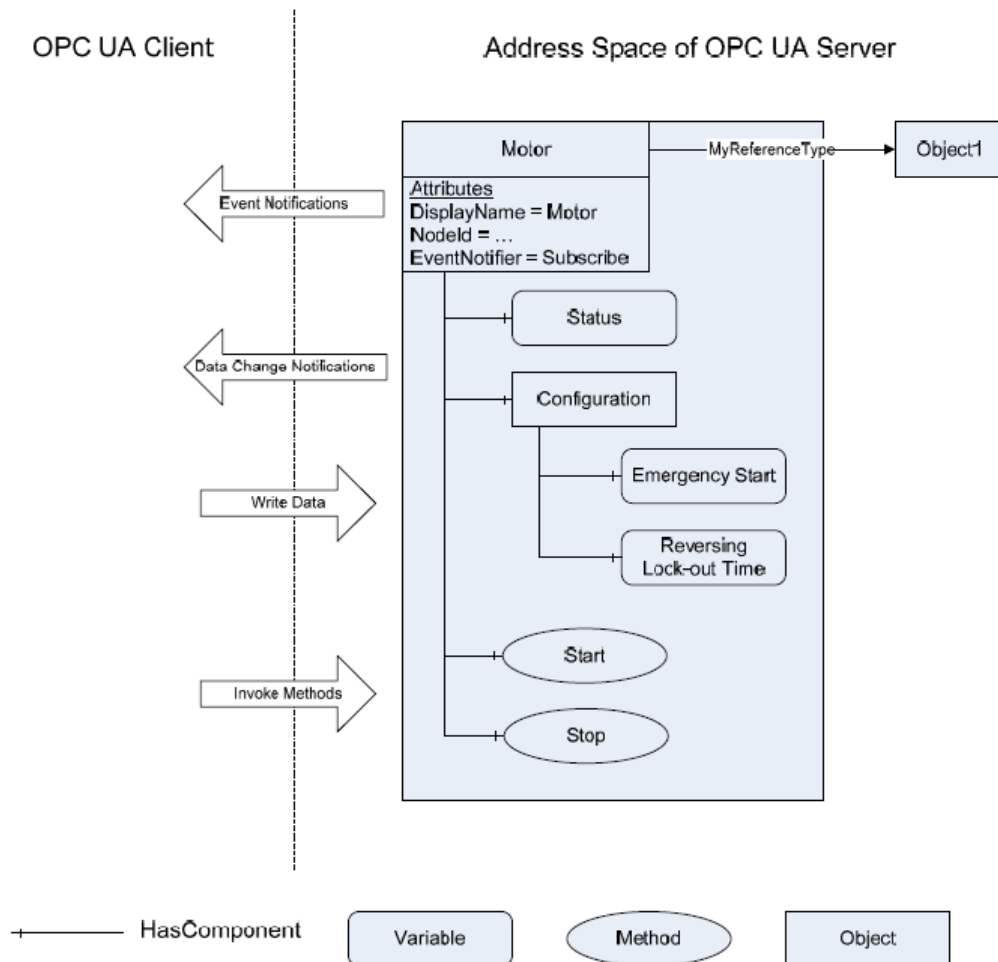 OPC UA Client
Address Space of OPC UA Server
Motor
MyReferenceType
Object1
Attributes
DisplayName = Motor
NodeId = ...
EventNotifier = Subscribe
Event Notifications
Status
Data Change Notifications
Configuration
Emergency Start
Write Data
Reversing
Lock-out Time
Start
Invoke Methods
Stop
HasComponent
Variable
Method
Object